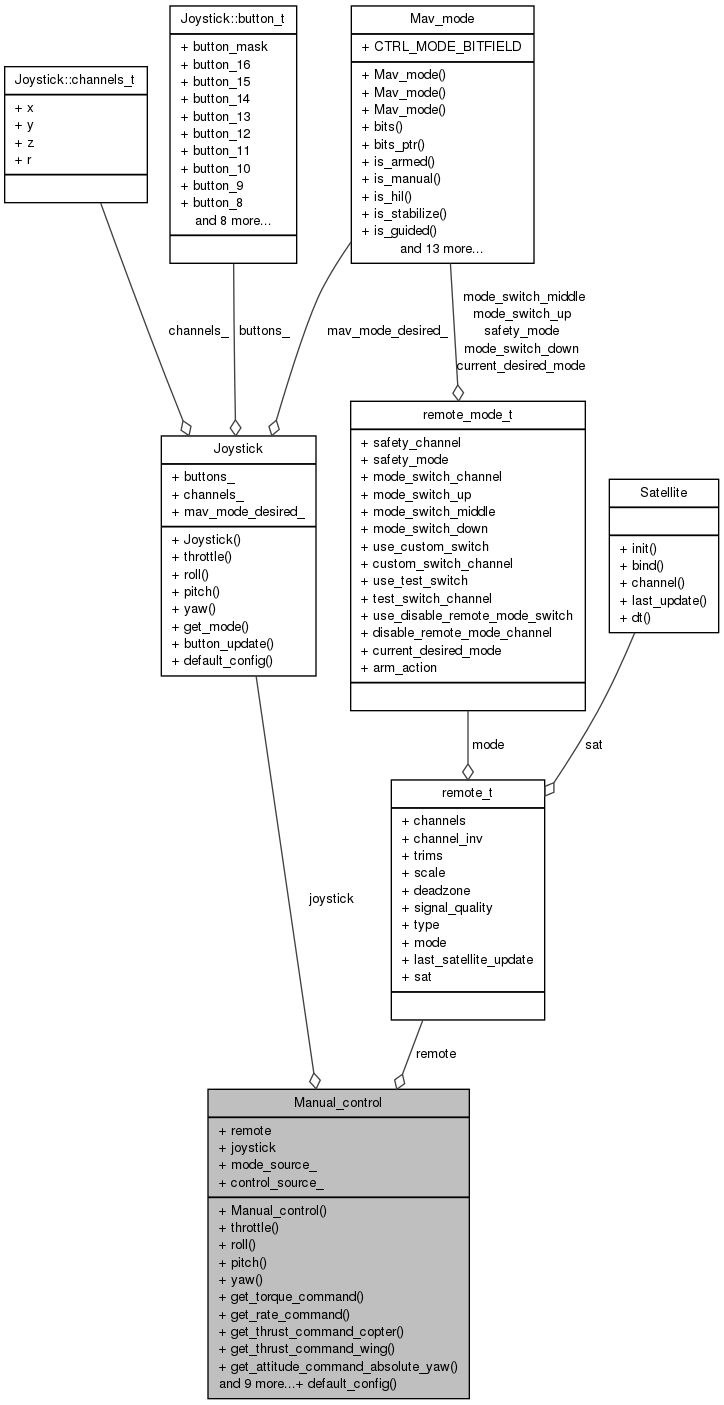 Joystick::button_t
+ button_mask
+ button_16
+ button_15
+ button_14
+ button_13
+ button_12
+ button_11
+ button_10
+ button_9
+ button_8
and 8 more...
Mav_mode
+ CTRL_MODE_BITFIELD
+ Mav_mode()
+ Mav_mode()
+ Mav_mode()
+ bits()
+ bits_ptr()
+ is_armed()
+ is_manual()
+ is_hil()
+ is_stabilize()
+ is_guided()
and 13 more...
Joystick::channels_t
+ x
+ y
+ z
+ r
channels_
buttons_
mav_mode_desired_
mode_switch_middle
mode_switch_up
safety_mode
mode_switch_down
current_desired_mode
Joystick
+ buttons_
+ channels_
+ mav_mode_desired_
+ Joystick()
+ throttle()
+ roll()
+ pitch()
+ yaw()
+ get_mode()
+ button_update()
+ default_config()
remote_mode_t
+ safety_channel
+ safety_mode
+ mode_switch_channel
+ mode_switch_up
+ mode_switch_middle
+ mode_switch_down
+ use_custom_switch
+ custom_switch_channel
+ use_test_switch
+ test_switch_channel
+ use_disable_remote_mode_switch
+ disable_remote_mode_channel
+ current_desired_mode
+ arm_action
Satellite
+ init()
+ bind()
+ channel()
+ last_update()
+ dt()
mode
sat
remote_t
+ channels
+ channel_inv
+ trims
+ scale
+ deadzone
+ signal_quality
+ type
+ mode
+ last_satellite_update
+ sat
joystick
remote
Manual_control
+ remote
+ joystick
+ mode_source_
+ control_source_
+ Manual_control()
+ throttle()
+ roll()
+ pitch()
+ yaw()
+ get_torque_command()
+ get_rate_command()
+ get_thrust_command_copter()
+ get_thrust_command_wing()
+ get_attitude_command_absolute_yaw()
and 9 more...+ default_config()